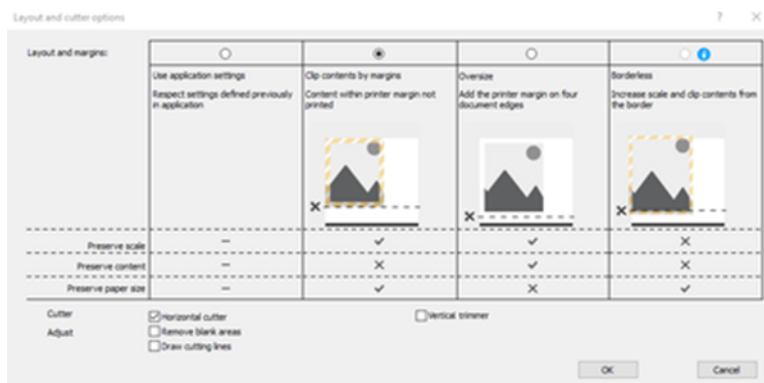 Layout and cutter options
Layout and margins:
Use application settings
Respect settings defined previously
in application
Clip contents by margins
Content within printer margin not
printed
Oversize
Add the printer margin on four
document edges
Borderless
Increase scale and clip contents from
the border
Preserve scale
Preserve content
Preserve paper size
Cutter
Horizontal cutter
Vertical trimmer
Adjust
Remove blank areas
Draw cutting lines
OK
Cancel